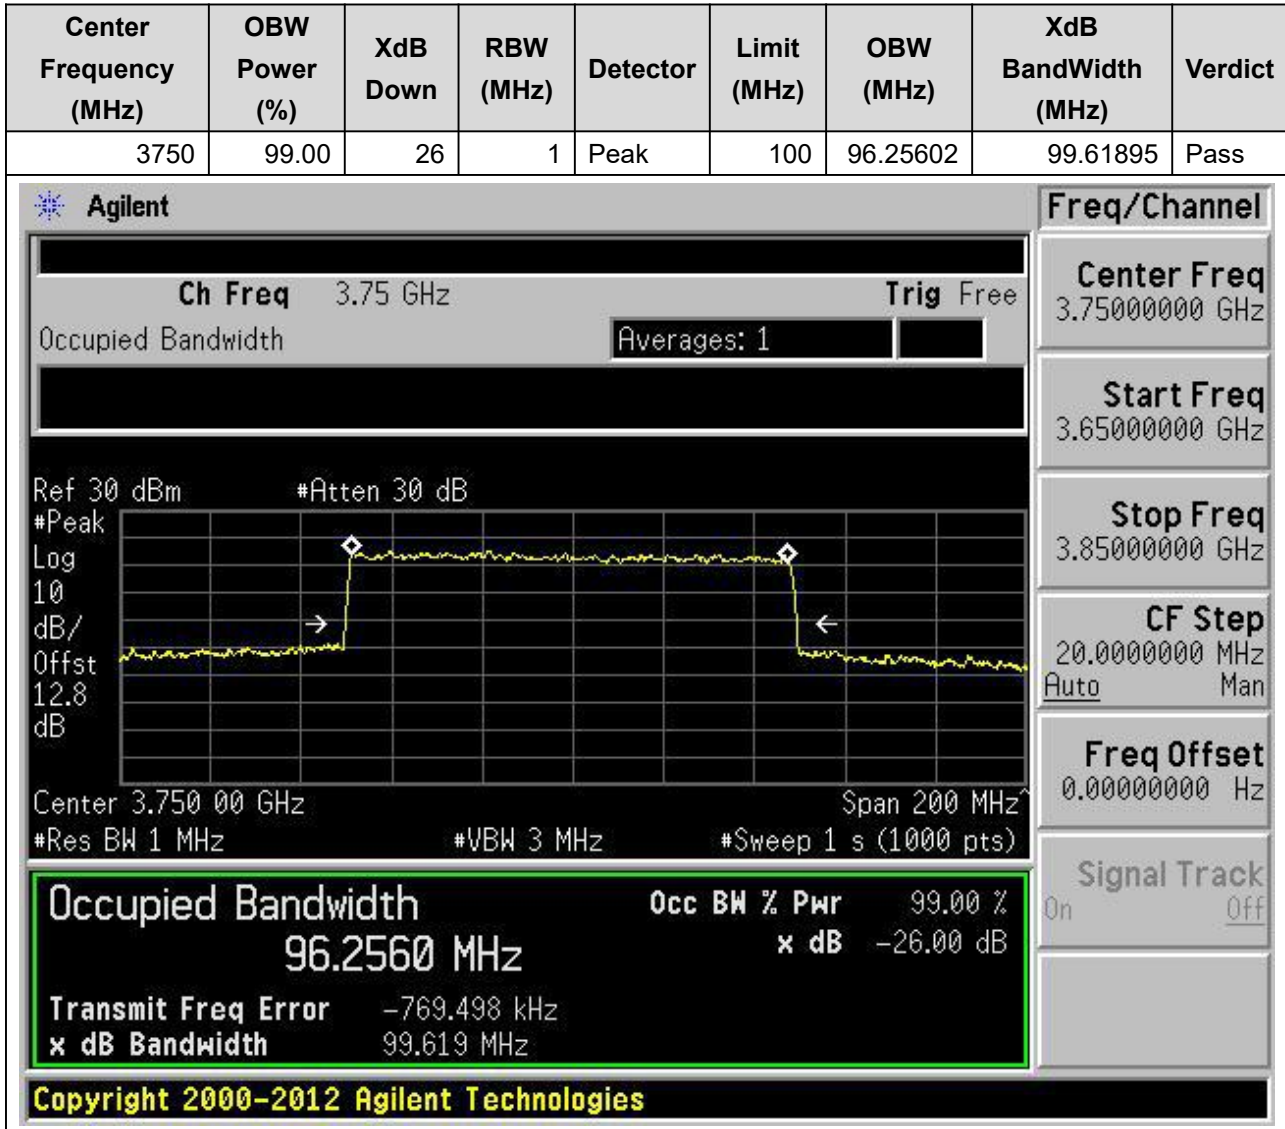 Center Frequency (MHz) OBW Power (%) XdB Down RBW (MHz) Detector Limit (MHz) OBW (MHz) XdB BandWidth (MHz) Verdict
3750 99.00 26 1 Peak 100 96.25602 99.61895 Pass
Agilent
Freq/Channel
Ch Freq 3.75 GHz Trig Free
Occupied Bandwidth Averages: 1
Center Freq
3.75000000 GHz
Start Freq
3.65000000 GHz
Stop Freq
3.85000000 GHz
CF Step
20.0000000 MHz
Auto Man
Freq Offset
0.00000000 Hz
Signal Track
On Off
Ref 30 dBm #Atten 30 dB
#Peak
Log
10
dB/
Offst
12.8
dB
Center 3.750 00 GHz Span 200 MHz^
#Res BW 1 MHz #VBW 3 MHz #Sweep 1 s (1000 pts)
Occupied Bandwidth
96.2560 MHz
Occ BW % Pwr 99.00 %
x dB -26.00 dB
Transmit Freq Error -769.498 kHz
x dB Bandwidth 99.619 MHz
Copyright 2000-2012 Agilent Technologies